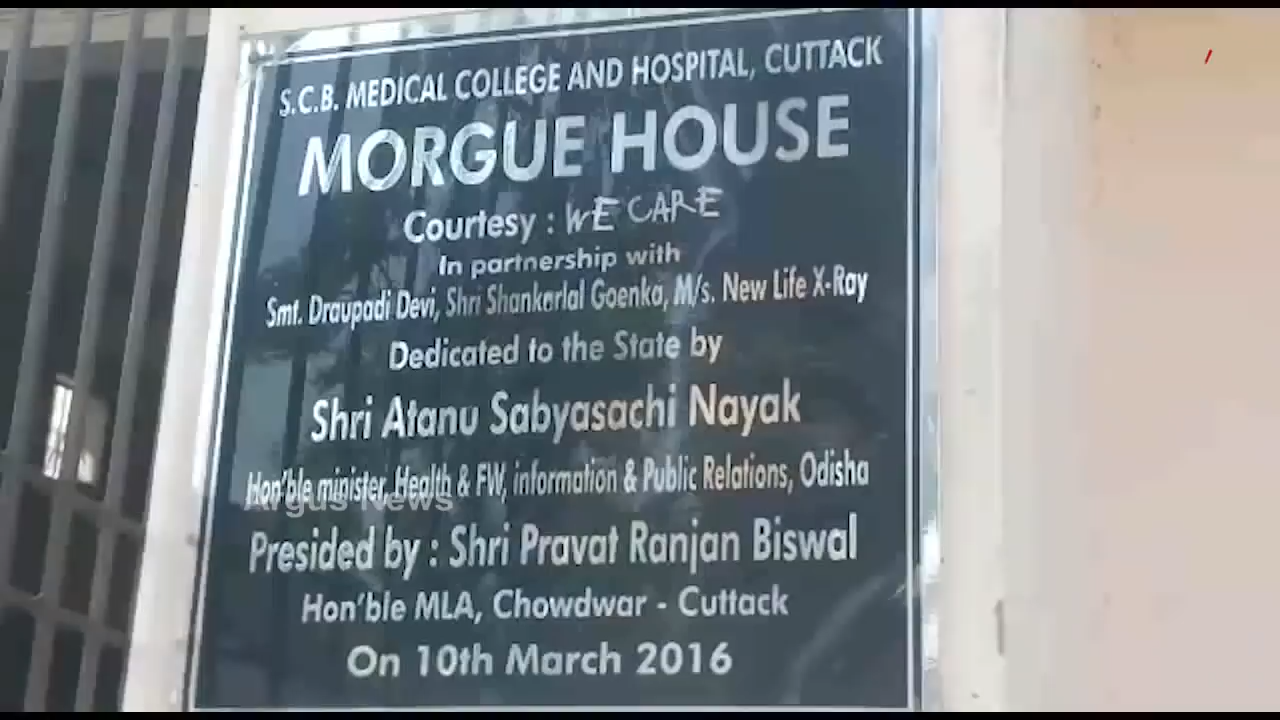 S.C.B. MEDICAL COLLEGE AND HOSPITAL, CUTTACK
MORGUE HOUSE
Courtesy : WE CARE
In partnership with
Smt. Draupadi Devi, Shri Shankerlal Goenka, M/s. New Life X-Ray
Dedicated to the State by
Shri Atanu Sabyasachi Nayak
Hon'ble minister, Health & FW, information & Public Relations, Odisha
Argus News
Presided by : Shri Pravat Ranjan Biswal
Hon'ble MLA, Chowdwar - Cuttack
On 10th March 2016